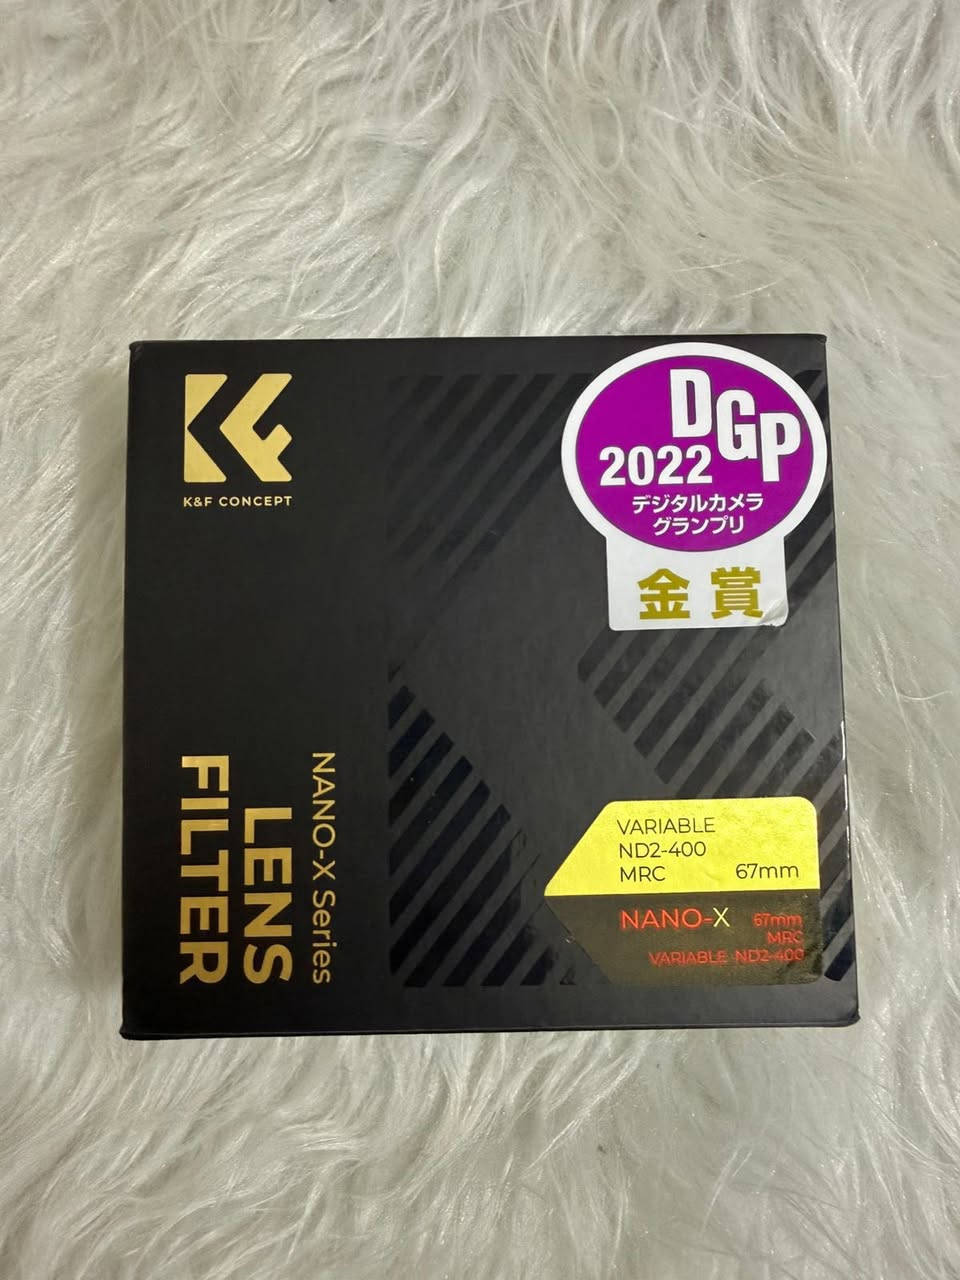 K&F CONCEPT
DGP
2022
デジタルカメラ
グランプリ
金賞
NANO-X Series
LENS
FILTER
VARIABLE
ND2-400
MRC 67mm
NANO-X 67mm
MRC
VARIABLE ND2-400